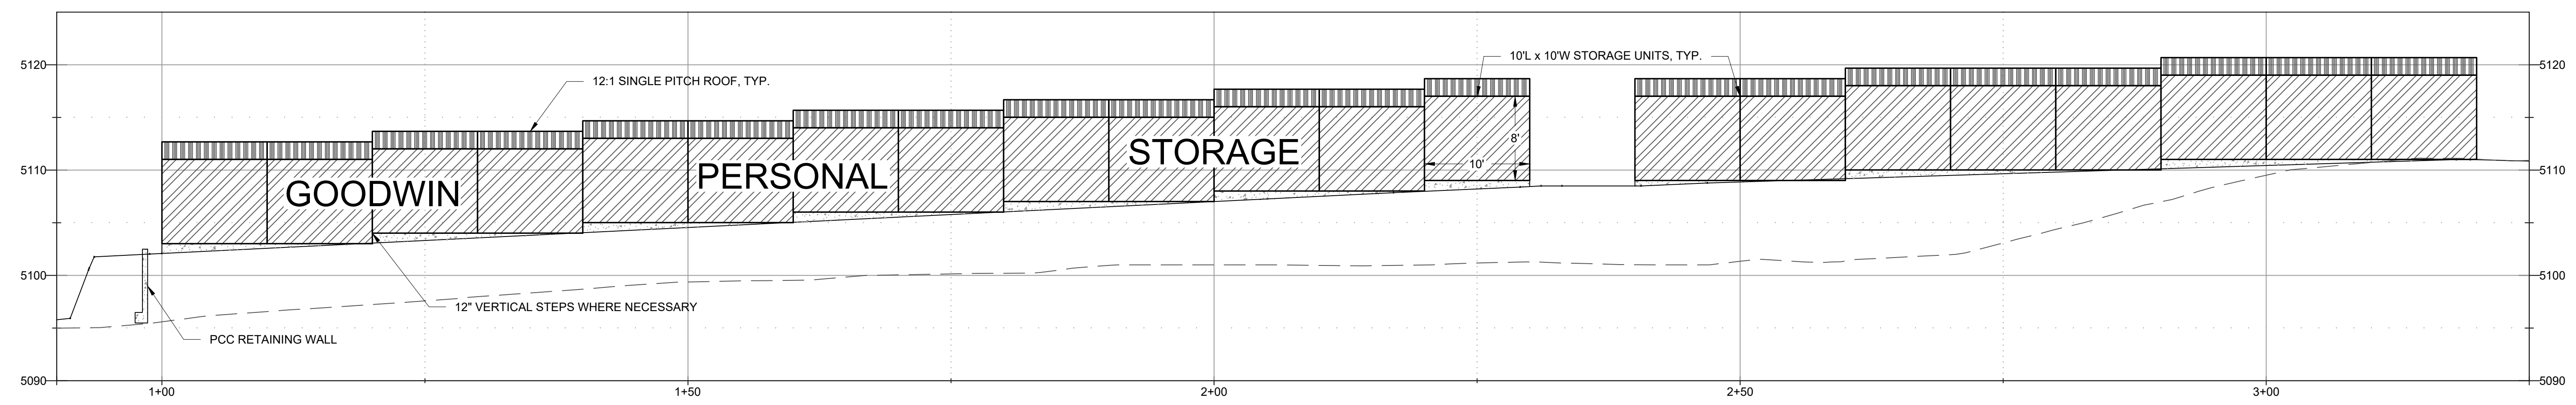 5120
5110
5100
5090
12:1 SINGLE PITCH ROOF, TYP.
10'L x 10'W STORAGE UNITS, TYP.
8'
10'
GOODWIN
PERSONAL
STORAGE
12" VERTICAL STEPS WHERE NECESSARY
PCC RETAINING WALL
5120
5110
5100
5090
1+00
1+50
2+00
2+50
3+00